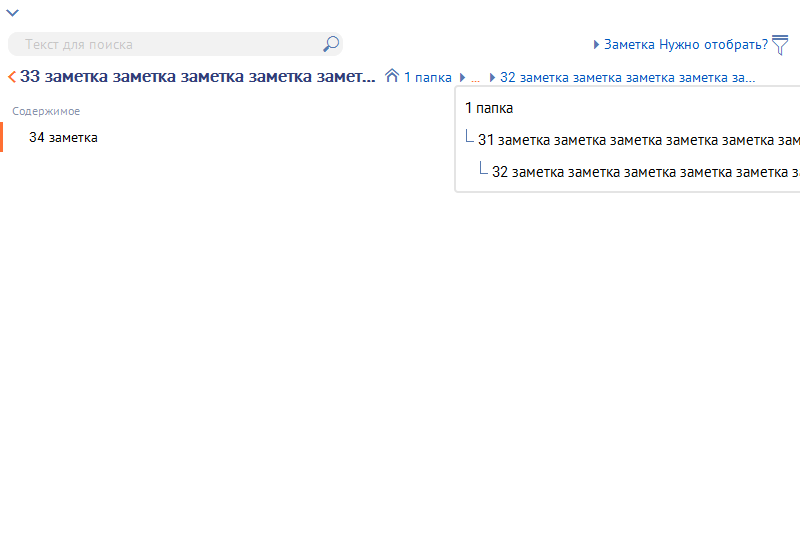 Текст для поиска
Заметка Нужно отобрать?
33 заметка заметка заметка заметка замет... 1 папка ... 32 заметка заметка заметка заметка за...
1 папка
Содержимое
34 заметка
31 заметка заметка заметка заметка заметка зам
32 заметка заметка заметка заметка заметка